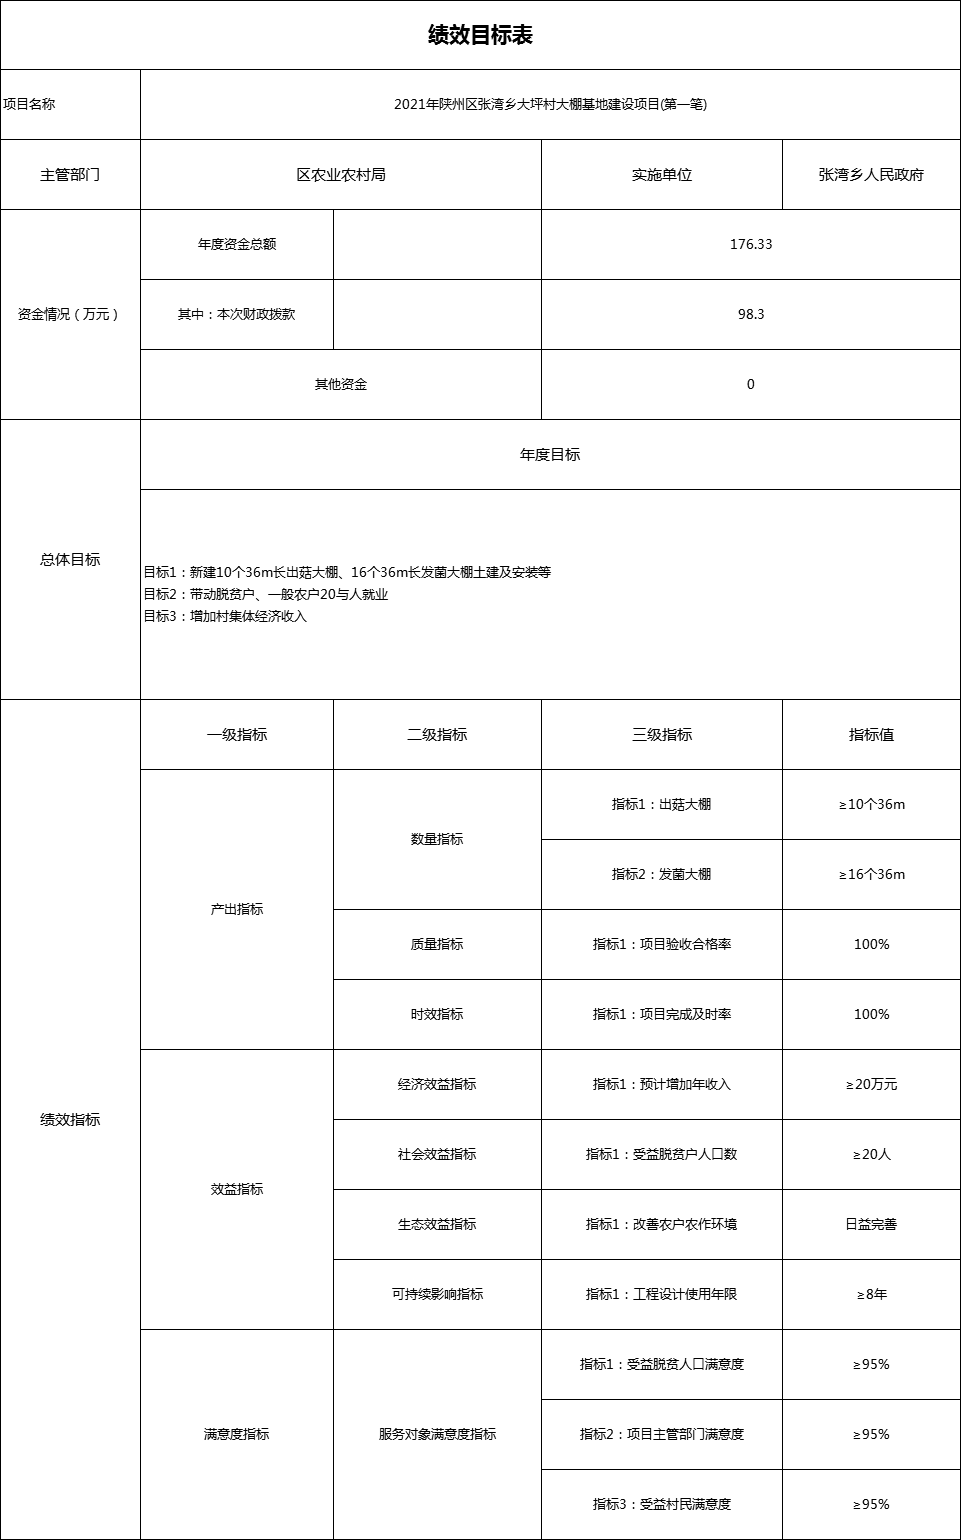 绩效目标表
项目名称
2021年陕州区张湾乡大坪村大棚基地建设项目(第一笔)
主管部门
区农业农村局
实施单位
张湾乡人民政府
资金情况（万元）
年度资金总额
176.33
其中：本次财政拨款
98.3
其他资金
0
总体目标
年度目标
目标1：新建10个36m长出菇大棚、16个36m长发菌大棚土建及安装等
目标2：带动脱贫户、一般农户20与人就业
目标3：增加村集体经济收入
绩效指标
一级指标
二级指标
三级指标
指标值
产出指标
数量指标
指标1：出菇大棚
≥10个36m
指标2：发菌大棚
≥16个36m
质量指标
指标1：项目验收合格率
100%
时效指标
指标1：项目完成及时率
100%
效益指标
经济效益指标
指标1：预计增加年收入
≥20万元
社会效益指标
指标1：受益脱贫户人口数
≥20人
生态效益指标
指标1：改善农户农作环境
日益完善
可持续影响指标
指标1：工程设计使用年限
≥8年
满意度指标
服务对象满意度指标
指标1：受益脱贫人口满意度
≥95%
指标2：项目主管部门满意度
≥95%
指标3：受益村民满意度
≥95%